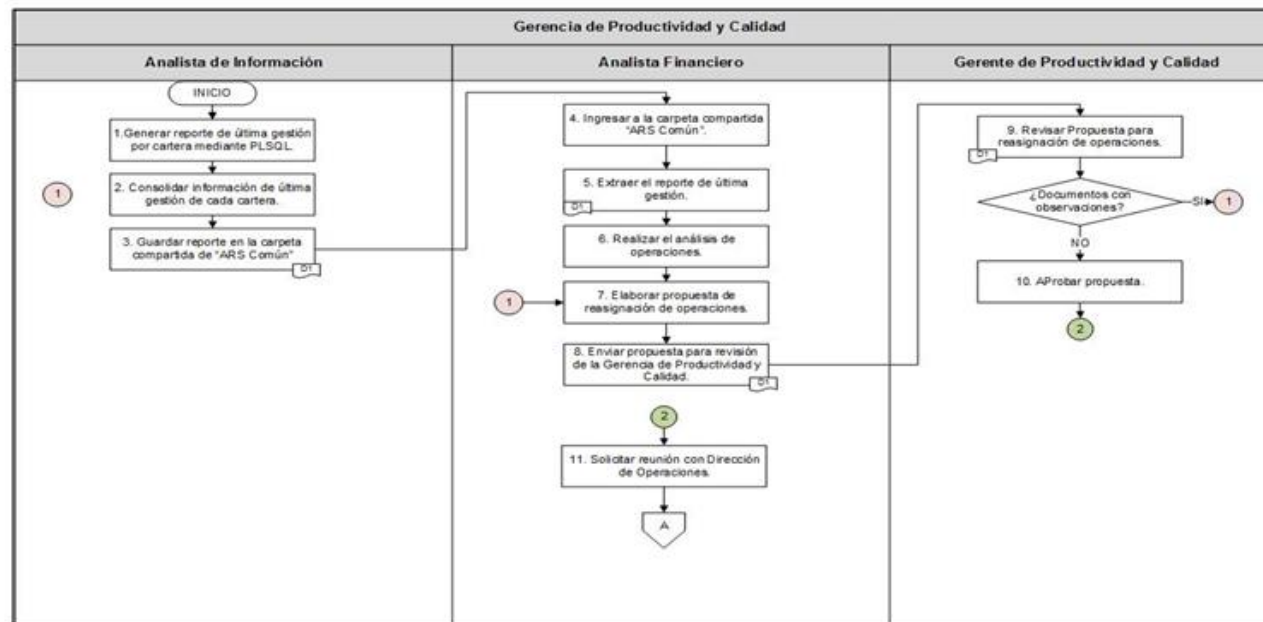 Gerencia de Productividad y Calidad
Analista de Información
Analista Financiero
Gerente de Productividad y Calidad
INICIO
1.Generar reporte de última gestión
por cartera mediante PLSQL.
1
2. Consolidar información de última
gestión de cada cartera.
3. Guardar reporte en la carpeta
compartida de "ARS Común"
D1
4. Ingresar a la carpeta compartida
"ARS Común".
5. Extraer el reporte de última
gestión.
D1
6. Realizar el análisis de
operaciones.
1
7. Elaborar propuesta de
reasignación de operaciones.
8. Enviar propuesta para revisión
de la Gerencia de Productividad y
Calidad.
D1
2
11. Solicitar reunión con Dirección
de Operaciones.
A
9. Revisar Propuesta para
reasignación de operaciones.
D1
¿Documentos con
observaciones?
SI
1
NO
10. AProbar propuesta.
2